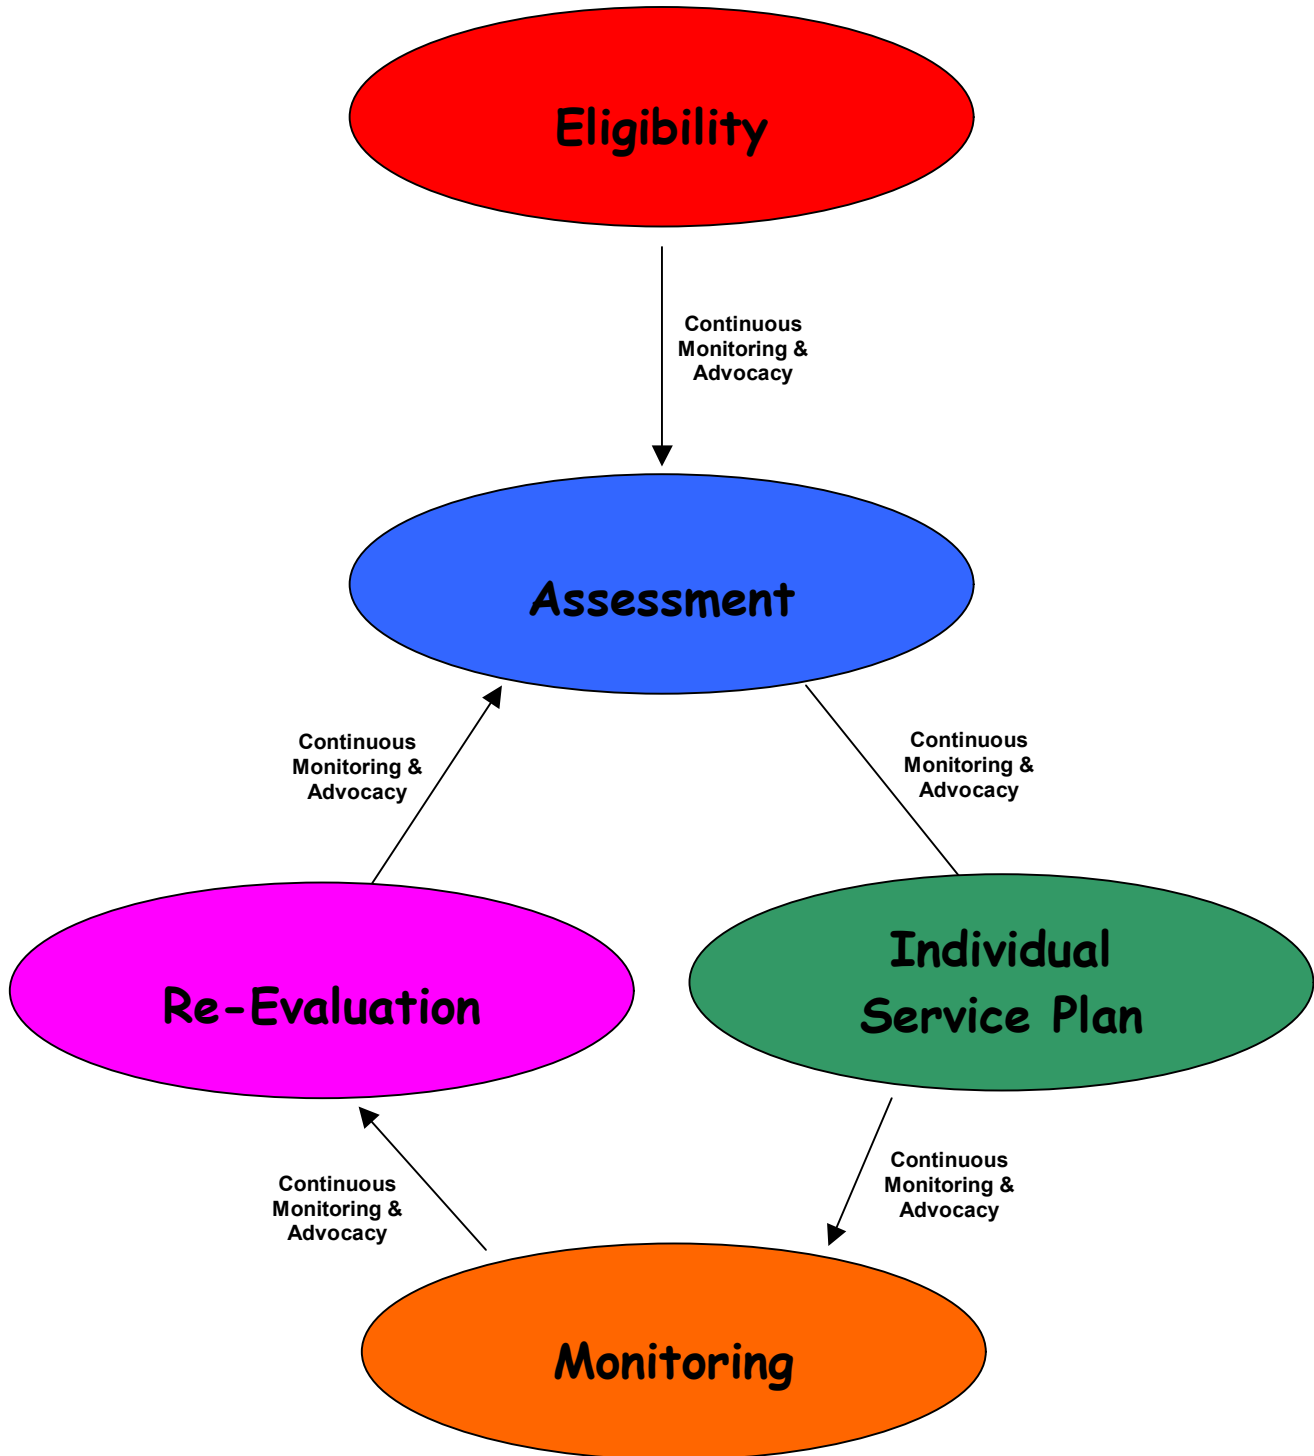 Eligibility
Continuous
Monitoring &
Advocacy
Assessment
Continuous
Monitoring &
Advocacy
Continuous
Monitoring &
Advocacy
Re-Evaluation
Individual
Service Plan
Continuous
Monitoring &
Advocacy
Continuous
Monitoring &
Advocacy
Monitoring